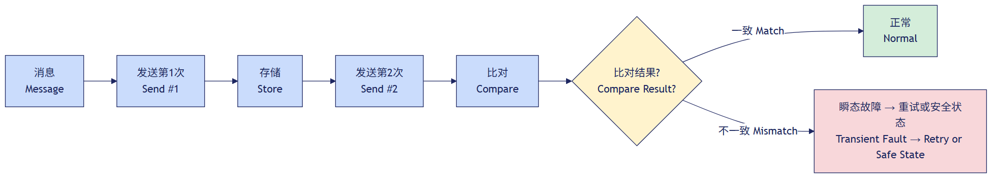 消息
Message
发送第1次
Send #1
存储
Store
发送第2次
Send #2
比对
Compare
比对结果?
Compare Result?
一致 Match
正常
Normal
不一致 Mismatch
瞬态故障 → 重试或安全状
态
Transient Fault → Retry or
Safe State